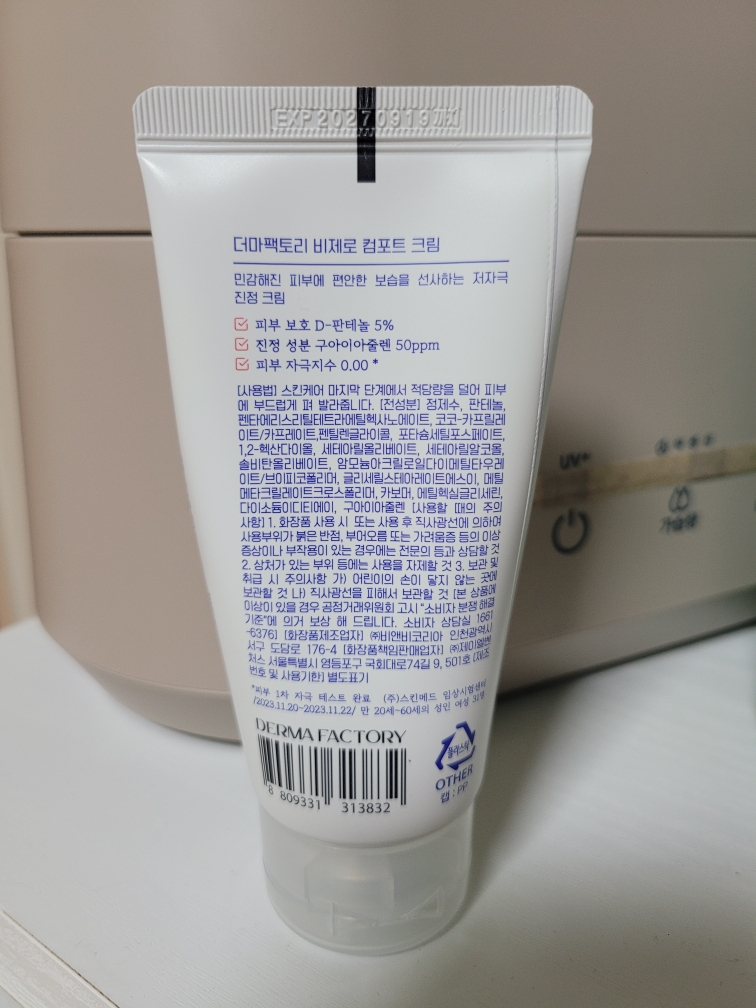 EXP 20270919까지
더마팩토리 비제로 컴포트 크림
민감해진 피부에 편안한 보습을 선사하는 저자극
진정 크림
피부 보호 D-판테놀 5%
진정 성분 구아이아줄렌 50ppm
피부 자극지수 0.00 *
[사용법] 스킨케어 마지막 단계에서 적당량을 덜어 피부
에 부드럽게 펴 발라줍니다. [전성분] 정제수, 판테놀,
펜타에리스리틸테트라에틸헥사노에이트, 코코-카프릴레
이트/카프레이트,펜틸렌글라이콜, 포타슘세틸포스페이트,
1,2-헥산다이올, 세테아릴올리베이트, 세테아릴알코올,
솔비탄올리베이트, 암모늄아크릴로일다이메틸타우레
이트/브이피코폴리머, 글리세릴스테아레이트에스이, 메틸
메타크릴레이트크로스폴리머, 카보머, 에틸헥실글리세린,
다이소듐이디티에이, 구아이아줄렌 [사용할 때의 주의
사항] 1. 화장품 사용 시 또는 사용 후 직사광선에 의하여
사용부위가 붉은 반점, 부어오름 또는 가려움증 등의 이상
증상이나 부작용이 있는 경우에는 전문의 등과 상담할 것
2. 상처가 있는 부위 등에는 사용을 자제할 것 3. 보관 및
취급 시 주의사항 가) 어린이의 손이 닿지 않는 곳에
보관할 것 나) 직사광선을 피해서 보관할 것 [본 상품에
이상이 있을 경우 공정거래위원회 고시 "소비자 분쟁 해결
기준"에 의거 보상 해 드립니다. 소비자 상담실 1661
-6376] [화장품제조업자] ㈜비앤비코리아 인천광역시
서구 도담로 176-4 [화장품책임판매업자] ㈜제이엘벤
처스 서울특별시 영등포구 국회대로74길 9, 501호 [제조
번호 및 사용기한] 별도표기
*피부 1차 자극 테스트 완료 (주)스킨메드 임상시험센터
/2023.11.20~2023.11.22/ 만 20세~60세의 성인 여성 31명
DERMAFACTORY
8 809331 313832
플라스틱
OTHER
캡 : PP
UV+
가습량